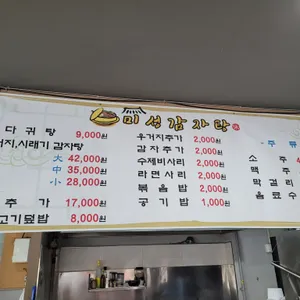 미성감자탕
다귀탕 9,000원
거지,시래기 감자탕
大 42,000원
中 35,000원
小 28,000원
추가 17,000원
고기덮밥 8,000원
우거지추가 2,000원
감자추가 2,000원
수제비사리 2,000원
라면사리 2,000원
볶음밥 2,000원
공기밥 1,000원
주류
소주 4
맥주
막걸리
음료수